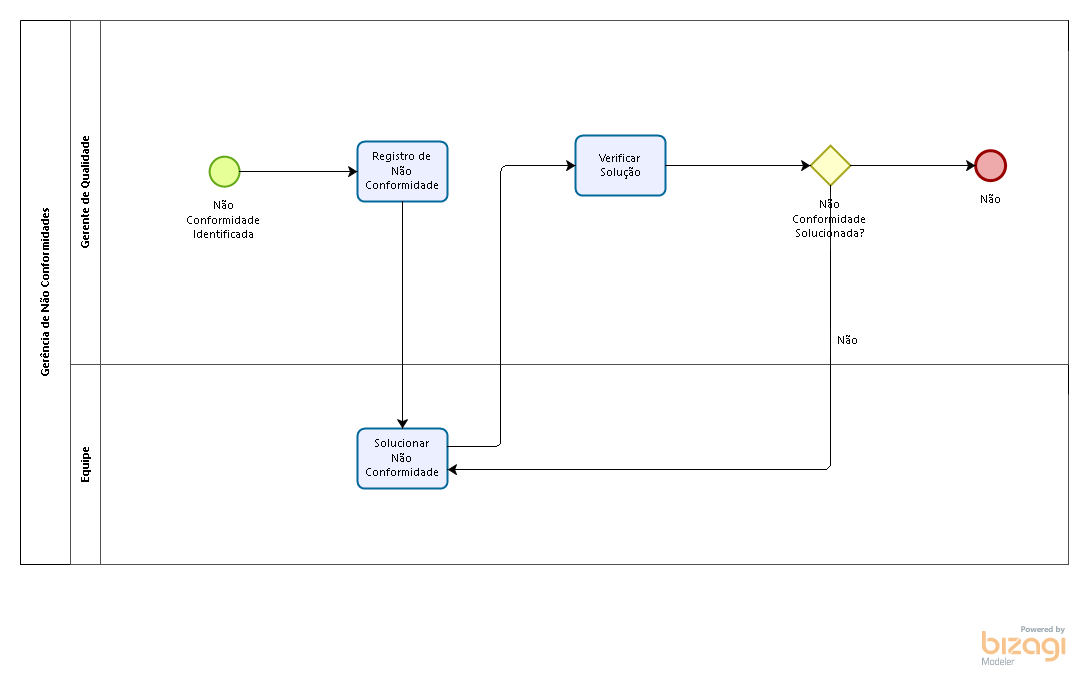 Gerência de Não Conformidades
Gerente de Qualidade
Não
Conformidade
Identificada
Registro de
Não
Conformidade
Verificar
Solução
Não
Conformidade
Solucionada?
Não
Não
Equipe
Solucionar
Não
Conformidade
Powered by
bizagi
Modeler